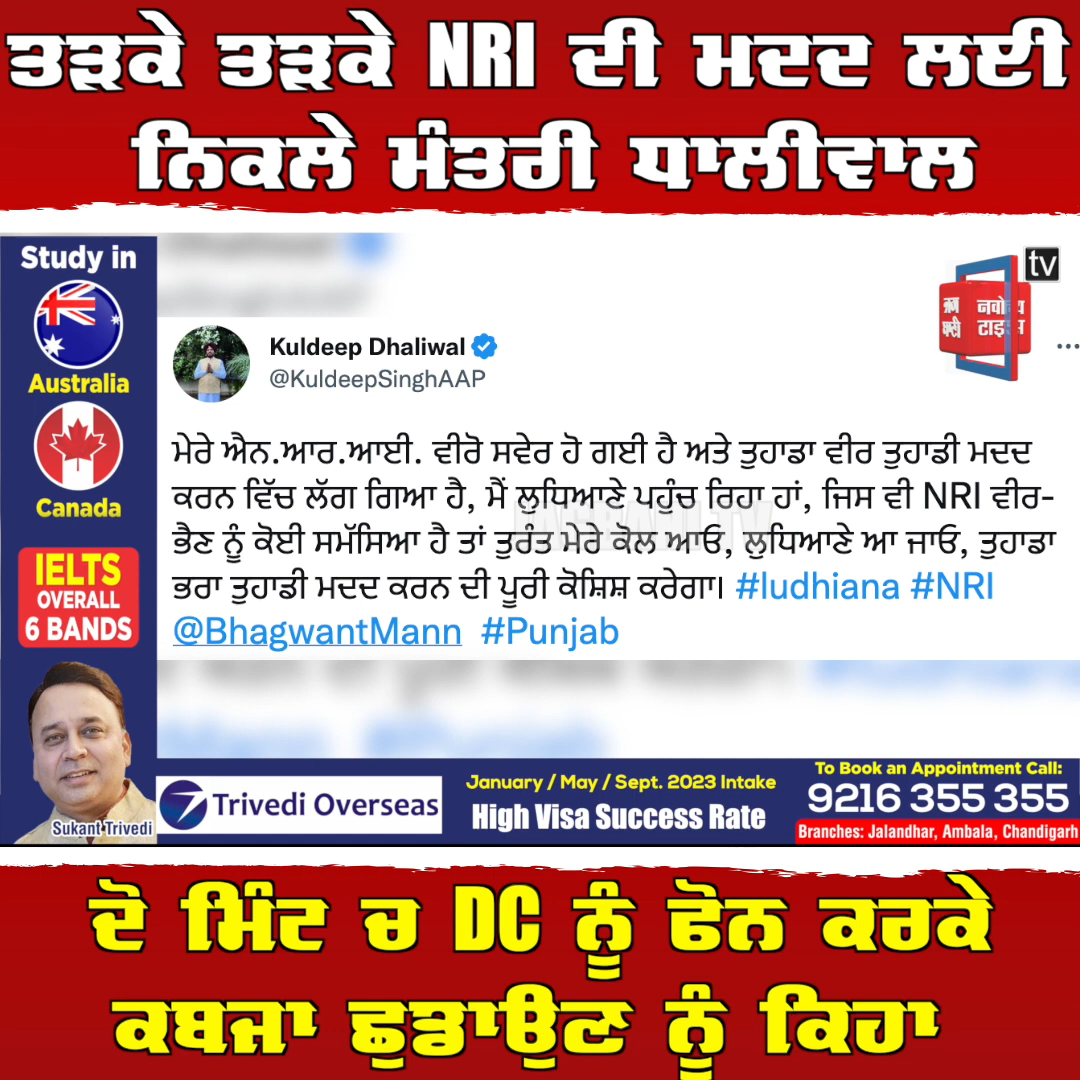 ਤੜਕੇ ਤੜਕੇ NRI ਦੀ ਮਦਦ ਲਈ
ਨਿਕਲੇ ਮੰਤਰੀ ਧਾਲੀਵਾਲ
Study in
Australia
Canada
IELTS
OVERALL
6 BANDS
Sukant Trivedi
tv
Kuldeep Dhaliwal
@KuldeepSinghAAP
ਮੇਰੇ ਐਨ.ਆਰ.ਆਈ. ਵੀਰੋ ਸਵੇਰ ਹੋ ਗਈ ਹੈ ਅਤੇ ਤੁਹਾਡਾ ਵੀਰ ਤੁਹਾਡੀ ਮਦਦ
ਕਰਨ ਵਿੱਚ ਲੱਗ ਗਿਆ ਹੈ, ਮੈਂ ਲੁਧਿਆਣੇ ਪਹੁੰਚ ਰਿਹਾ ਹਾਂ, ਜਿਸ ਵੀ NRI ਵੀਰ-
ਭੈਣ ਨੂੰ ਕੋਈ ਸਮੱਸਿਆ ਹੈ ਤਾਂ ਤੁਰੰਤ ਮੇਰੇ ਕੋਲ ਆਓ, ਲੁਧਿਆਣੇ ਆ ਜਾਓ, ਤੁਹਾਡਾ
ਭਰਾ ਤੁਹਾਡੀ ਮਦਦ ਕਰਨ ਦੀ ਪੂਰੀ ਕੋਸ਼ਿਸ਼ ਕਰੇਗਾ। #ludhiana #NRI
@BhagwantMann #Punjab
Trivedi Overseas
January / May / Sept. 2023 Intake
High Visa Success Rate
To Book an Appointment Call:
9216 355 355
Branches: Jalandhar, Ambala, Chandigarh
ਦੋ ਮਿੰਟ ਚ DC ਨੂੰ ਫੋਨ ਕਰਕੇ
ਕਬਜਾ ਛੁਡਾਉਣ ਨੂੰ ਕਿਹਾ